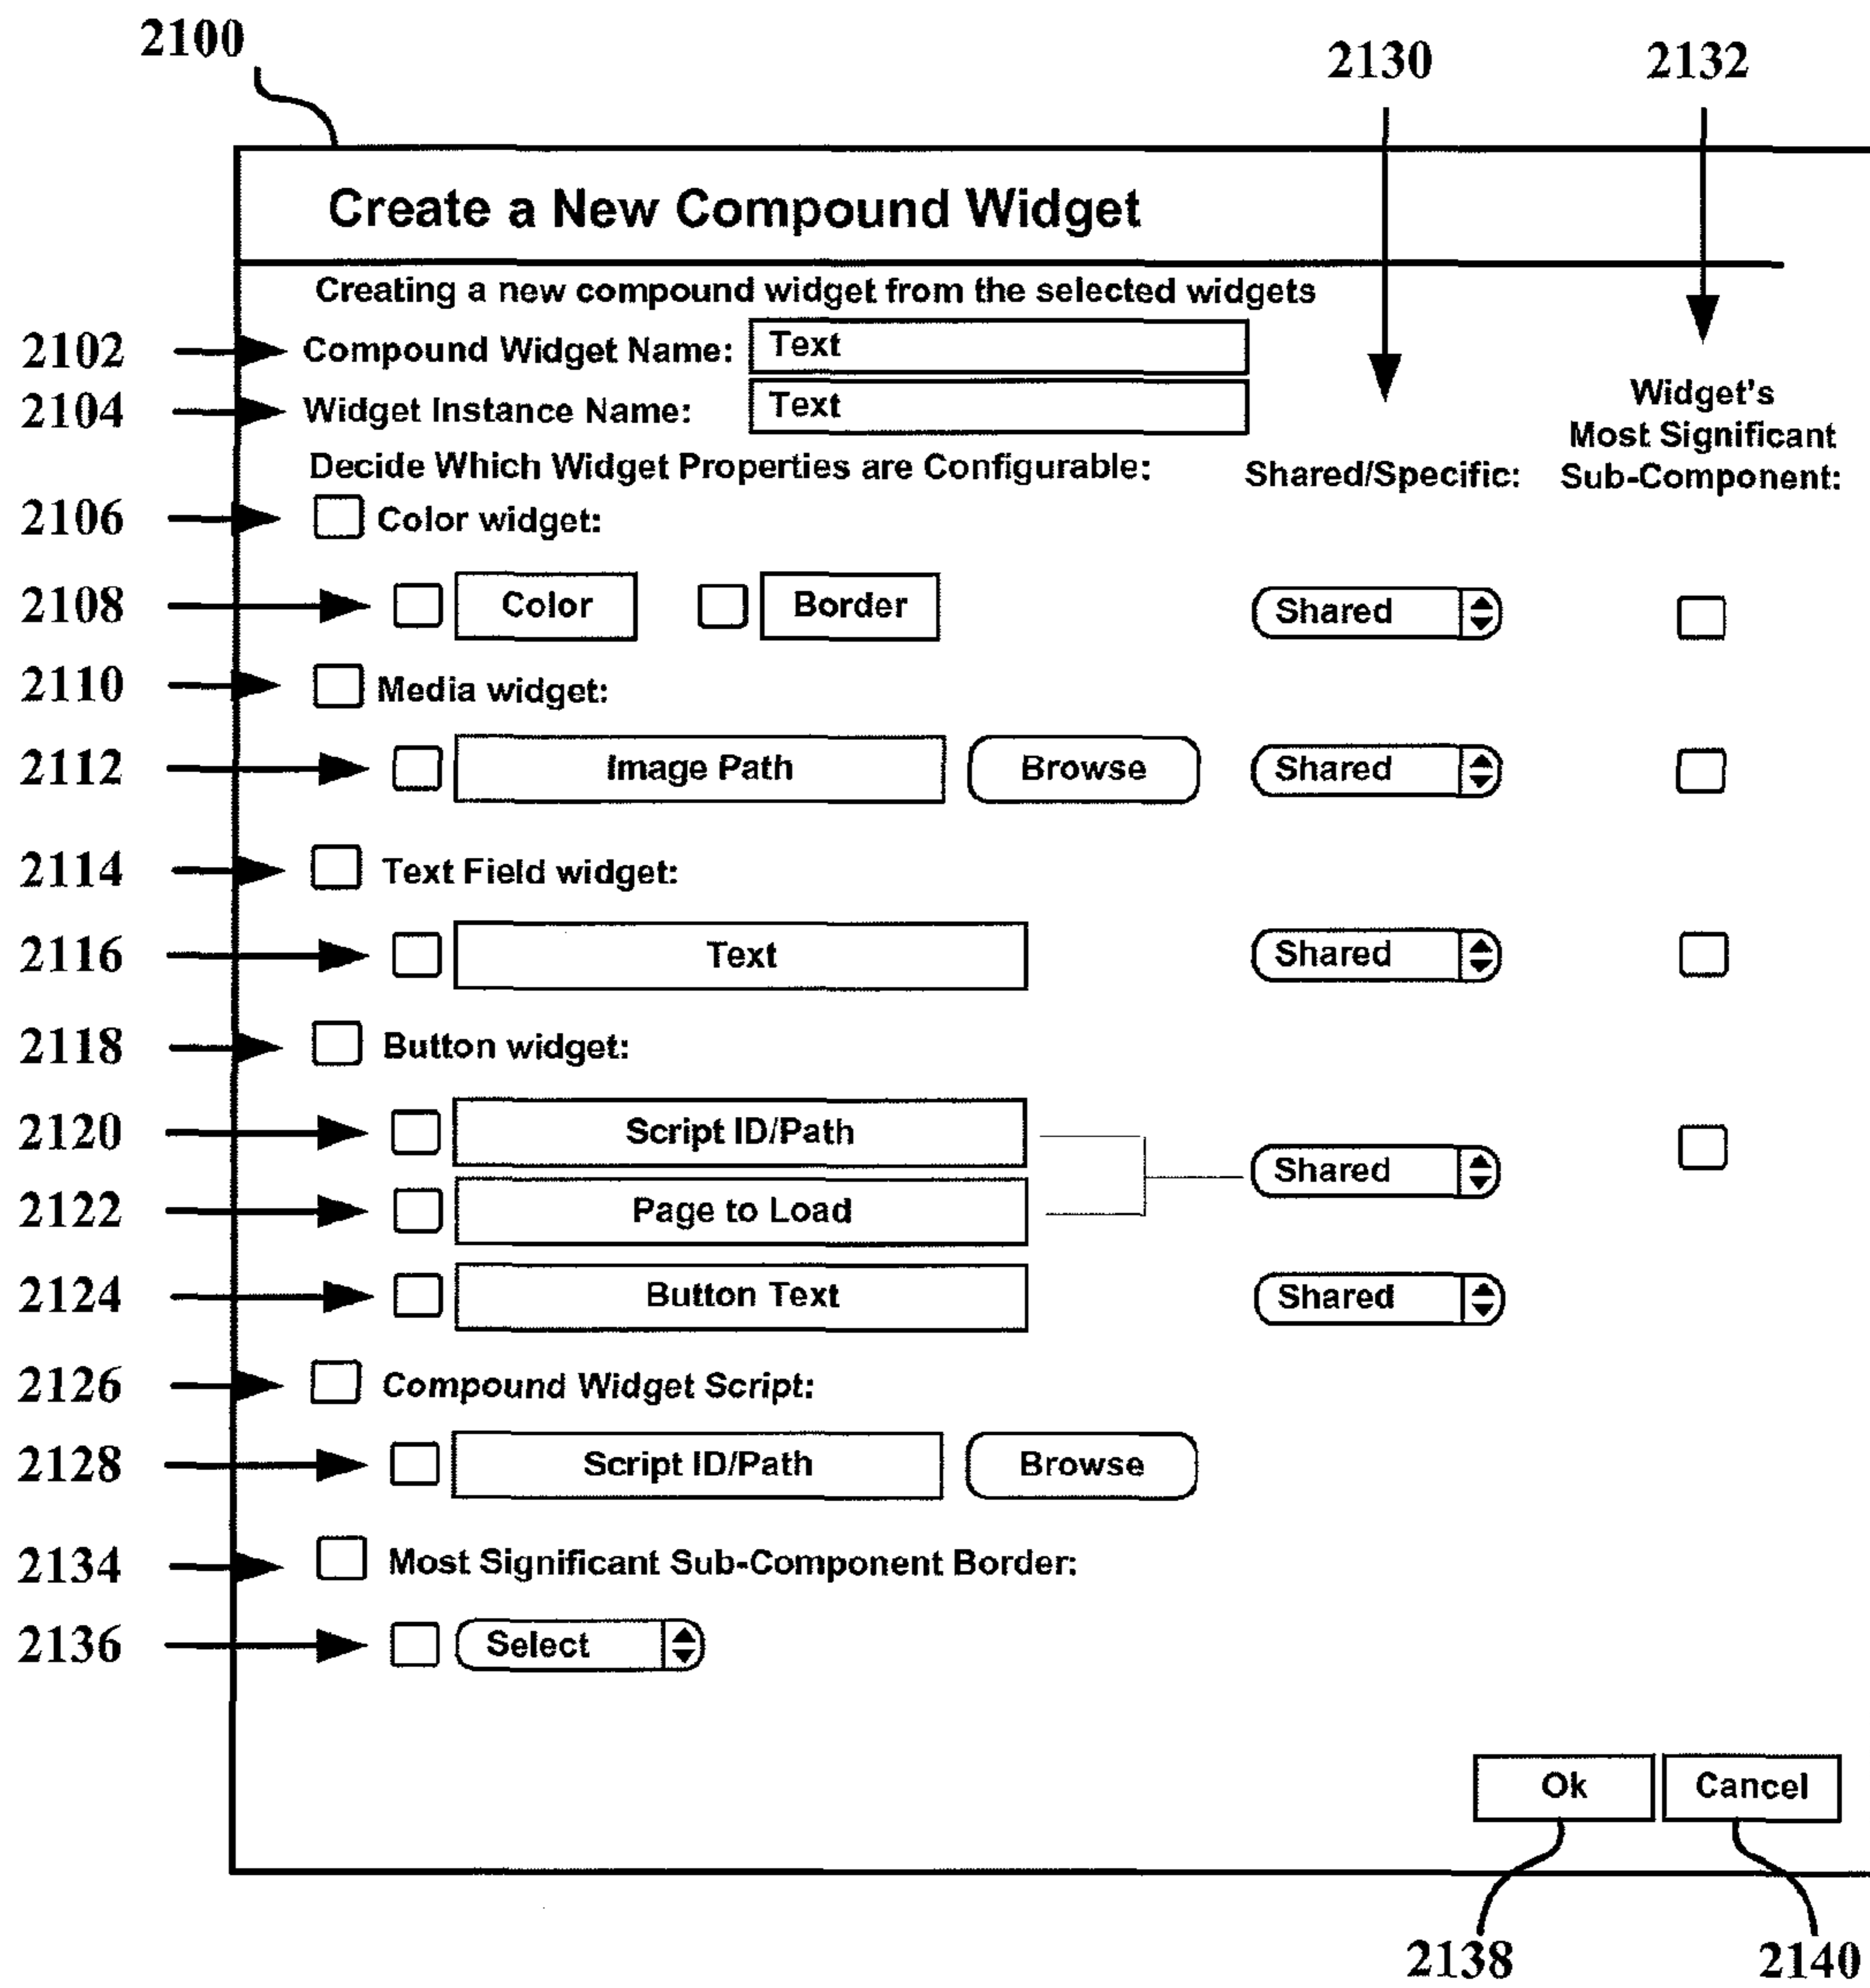 2100
2130 2132
Create a New Compound Widget
Creating a new compound widget from the selected widgets
2102 Compound Widget Name: Text
2104 Widget Instance Name: Text
Widget's
Most Significant
Sub-Component:
Decide Which Widget Properties are Configurable: Shared/Specific:
2106 Color widget:
2108 Color Border Shared
2110 Media widget:
2112 Image Path Browse Shared
2114 Text Field widget:
2116 Text Shared
2118 Button widget:
2120 Script ID/Path
Shared
2122 Page to Load
2124 Button Text Shared
2126 Compound Widget Script:
2128 Script ID/Path Browse
2134 Most Significant Sub-Component Border:
2136 Select
Ok Cancel
2138 2140